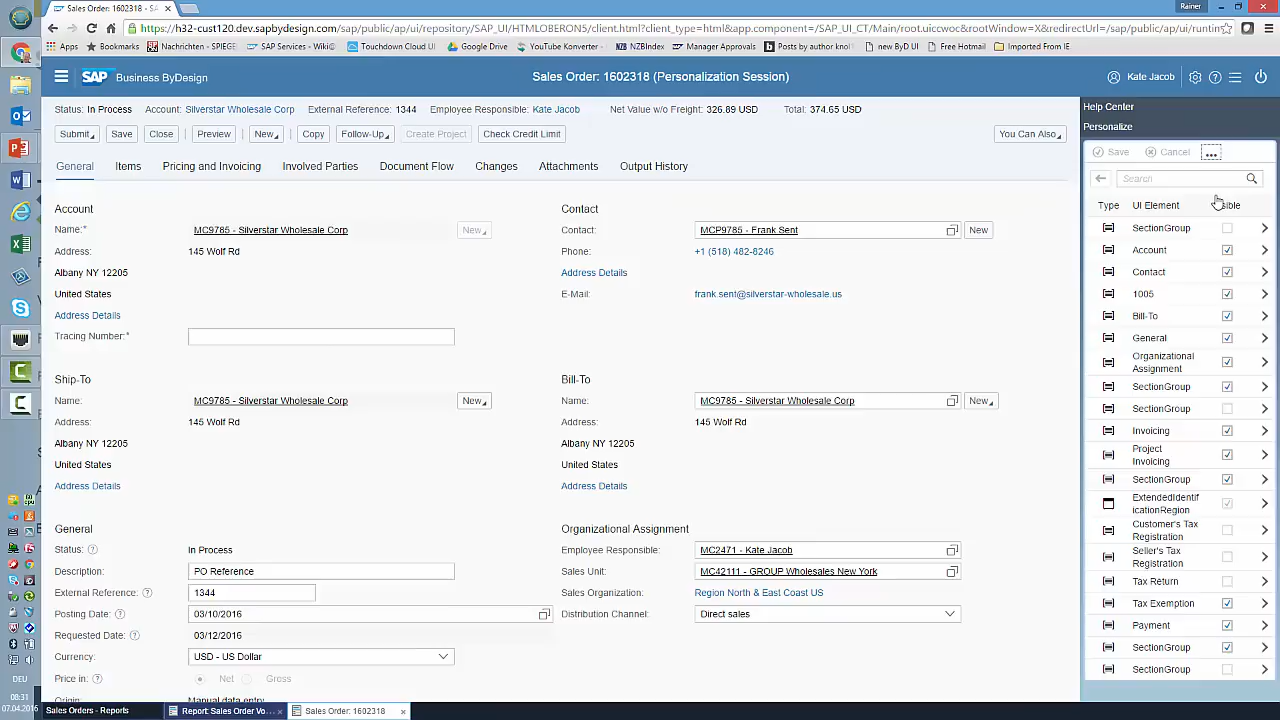 Sales Order: 1602318
Rainer
https://h32-cust120.dev.sapbydesign.com/sap/public/ap/ui/repository/SAP_UI/HTMLOBERON5/client.html?client_type=html&app.component=/SAP_UI_CT/Main/root.uiccwoc&rootWindow=X&redirectUrl=/sap/public/ap/ui/runtim
Apps
Bookmarks
Nachrichten - SPIEGE
SAP Services - Wiki@
Touchdown Cloud UI
Google Drive
YouTube Converter -
NZBIndex
Manager Approval
Posts by author knol
new ByD UI
Free Hotmail
Imported From IE
SAP Business ByDesign
Sales Order: 1602318 (Personalization Session)
Kate Jacob
Status: In Process Account: Silverstar Wholesale Corp External Reference: 1344 Employee Responsible: Kate Jacob Net Value w/o Freight: 326.89 USD Total: 374.65 USD
Submit Save Close Preview New Copy Follow-Up Create Project Check Credit Limit You Can Also
General Items Pricing and Invoicing Involved Parties Document Flow Changes Attachments Output History
Account
Name:* MC9785 - Silverstar Wholesale Corp New
Address: 145 Wolf Rd
Albany NY 12205
United States
Address Details
Tracing Number:*
Contact
Contact: MCP9785 - Frank Sent New
Phone: +1 (518) 482-8246
Address Details
E-Mail: frank.sent@silverstar-wholesale.us
Ship-To
Name: MC9785 - Silverstar Wholesale Corp New
Address: 145 Wolf Rd
Albany NY 12205
United States
Address Details
Bill-To
Name: MC9785 - Silverstar Wholesale Corp New
Address: 145 Wolf Rd
Albany NY 12205
United States
Address Details
General
Status: In Process
Description: PO Reference
External Reference: 1344
Posting Date: 03/10/2016
Requested Date: 03/12/2016
Currency: USD - US Dollar
Price in: Net Gross
Origin: Manual data entry
Organizational Assignment
Employee Responsible: MC2471 - Kate Jacob
Sales Unit: MC42111 - GROUP Wholesales New York
Sales Organization: Region North & East Coast US
Distribution Channel: Direct sales
Help Center
Personalize
Save Cancel ...
Search
Type UI Element
SectionGroup
Account
Contact
1005
Bill-To
General
Organizational
Assignment
SectionGroup
SectionGroup
Invoicing
Project
Invoicing
SectionGroup
ExtendedIdentif
icationRegion
Customer's Tax
Registration
Seller's Tax
Registration
Tax Return
Tax Exemption
Payment
SectionGroup
SectionGroup
DEU
08:31
07.04.2016
Sales Orders - Reports
Report: Sales Order Vo...
Sales Order: 1602318